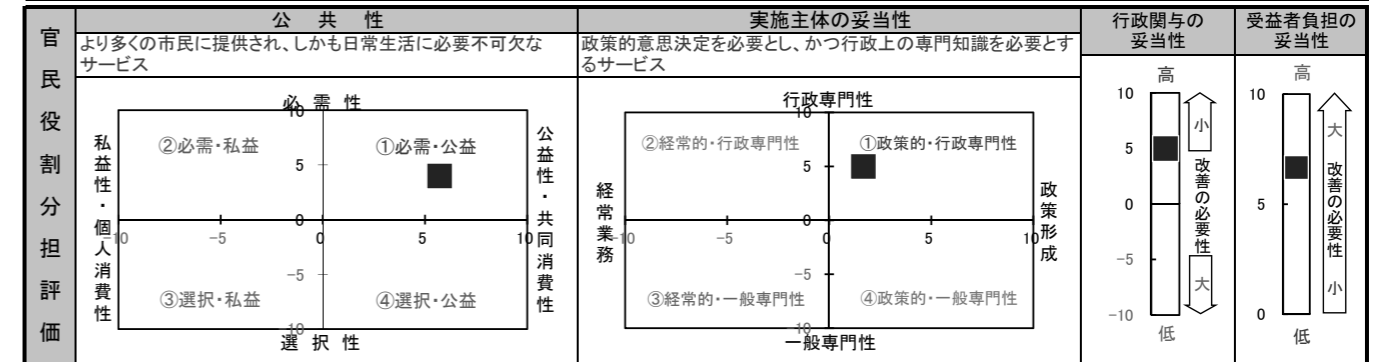 官民役割分担評価
公共性
より多くの市民に提供され、しかも日常生活に必要不可欠な
サービス
必需性
10
私益性・個人消費性
②必需・私益
①必需・公益
公益性・共同消費性
5
0
-10
-5
0
5
10
-5
③選択・私益
④選択・公益
-10
選択性
実施主体の妥当性
政策的意思決定を必要とし、かつ行政上の専門知識を必要とす
るサービス
行政専門性
10
②経常的・行政専門性
①政策的・行政専門性
5
経常業務
政策形成
0
-10
-5
0
5
10
-5
③経常的・一般専門性
④政策的・一般専門性
-10
一般専門性
行政関与の
妥当性
高
10
小
5
改善の必要性
0
-5
大
-10
低
受益者負担の
妥当性
高
10
大
改善の必要性
5
小
0
低